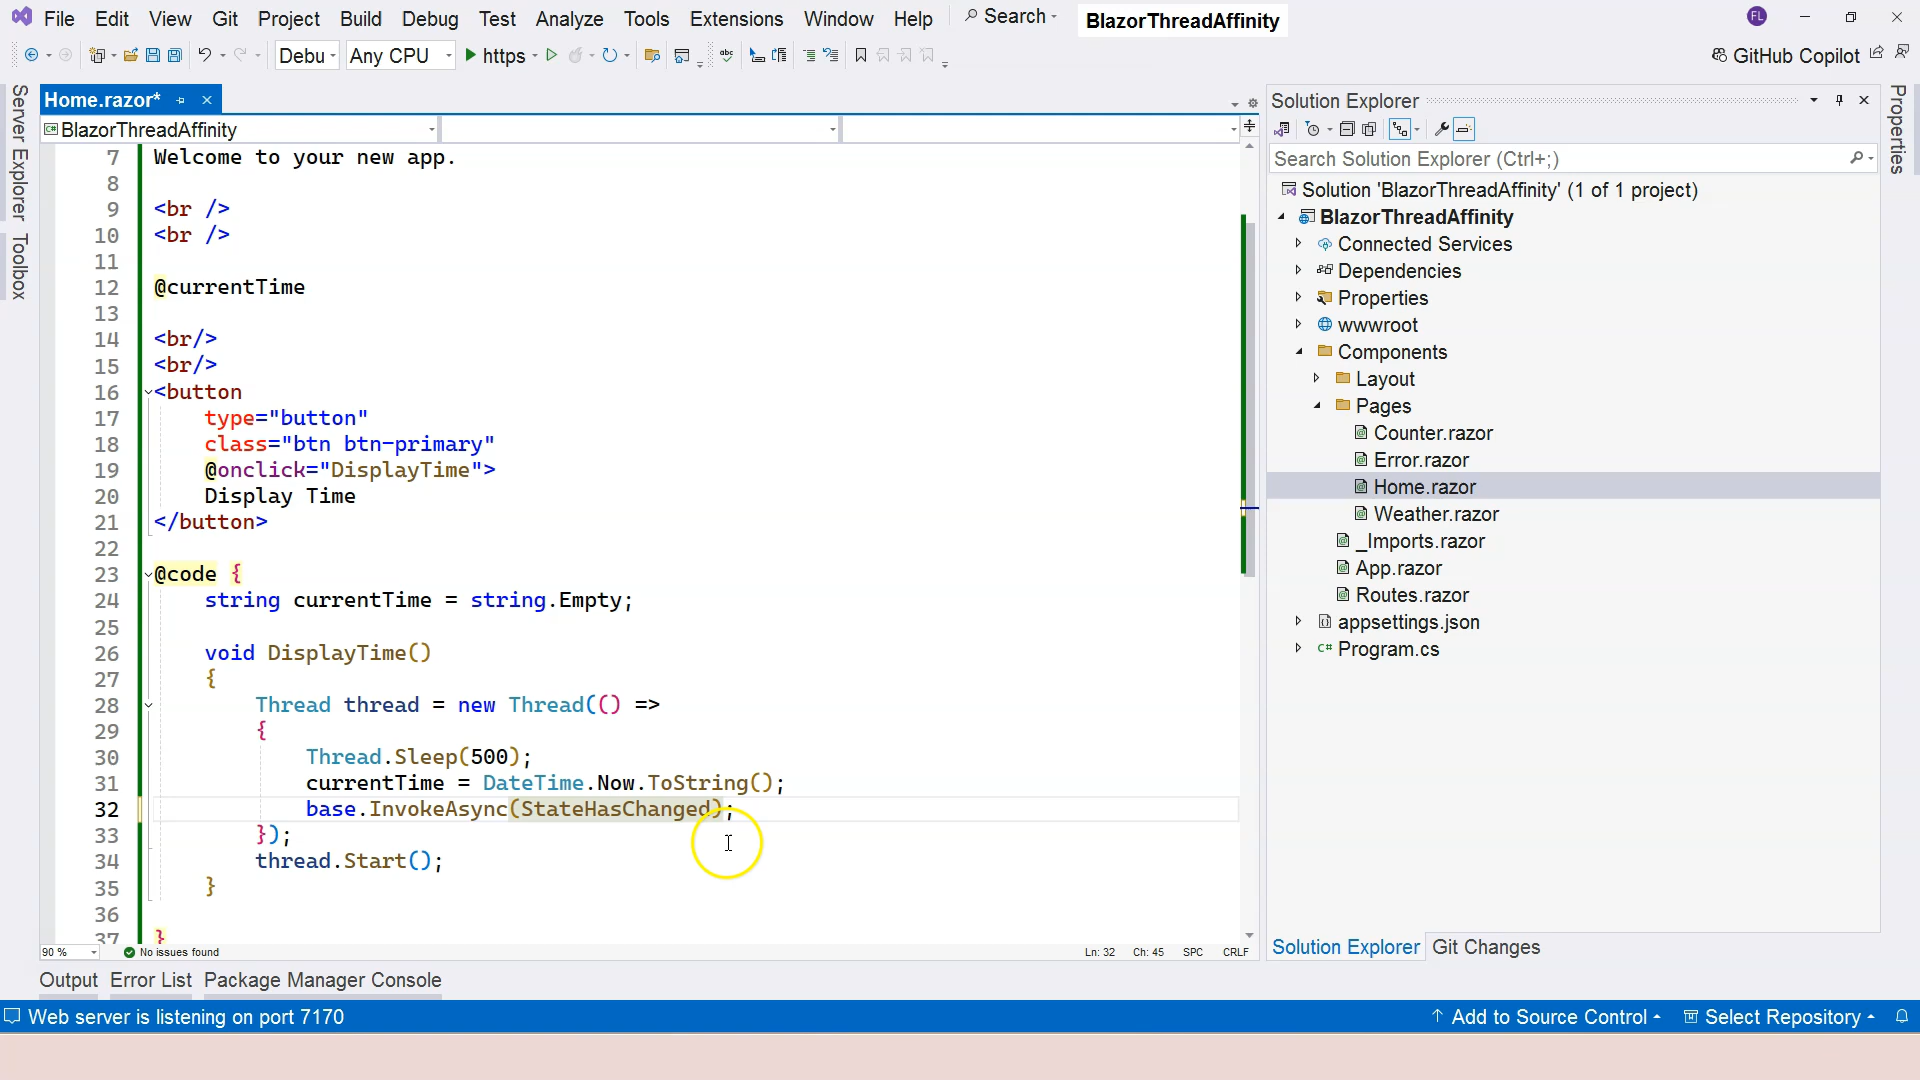 File Edit View Git Project Build Debug Test Analyze Tools Extensions Window Help Search BlazorThreadAffinity FL
Debu Any CPU https abc GitHub Copilot
Server Explorer
Toolbox
Home.razor*
C# BlazorThreadAffinity
7 Welcome to your new app.
8
9 <br />
10 <br />
11
12 @currentTime
13
14 <br/>
15 <br/>
16 <button
17 type="button"
18 class="btn btn-primary"
19 @onclick="DisplayTime">
20 Display Time
21 </button>
22
23 @code {
24 string currentTime = string.Empty;
25
26 void DisplayTime()
27 {
28 Thread thread = new Thread(() =>
29 {
30 Thread.Sleep(500);
31 currentTime = DateTime.Now.ToString();
32 base.InvokeAsync(StateHasChanged);
33 });
34 thread.Start();
35 }
36
37 }
90 % No issues found Ln: 32 Ch: 45 SPC CRLF
Solution Explorer
Search Solution Explorer (Ctrl+;)
Solution 'BlazorThreadAffinity' (1 of 1 project)
BlazorThreadAffinity
Connected Services
Dependencies
Properties
wwwroot
Components
Layout
Pages
Counter.razor
Error.razor
Home.razor
Weather.razor
_Imports.razor
App.razor
Routes.razor
appsettings.json
C# Program.cs
Solution Explorer Git Changes
Properties
Output Error List Package Manager Console
Web server is listening on port 7170 Add to Source Control Select Repository